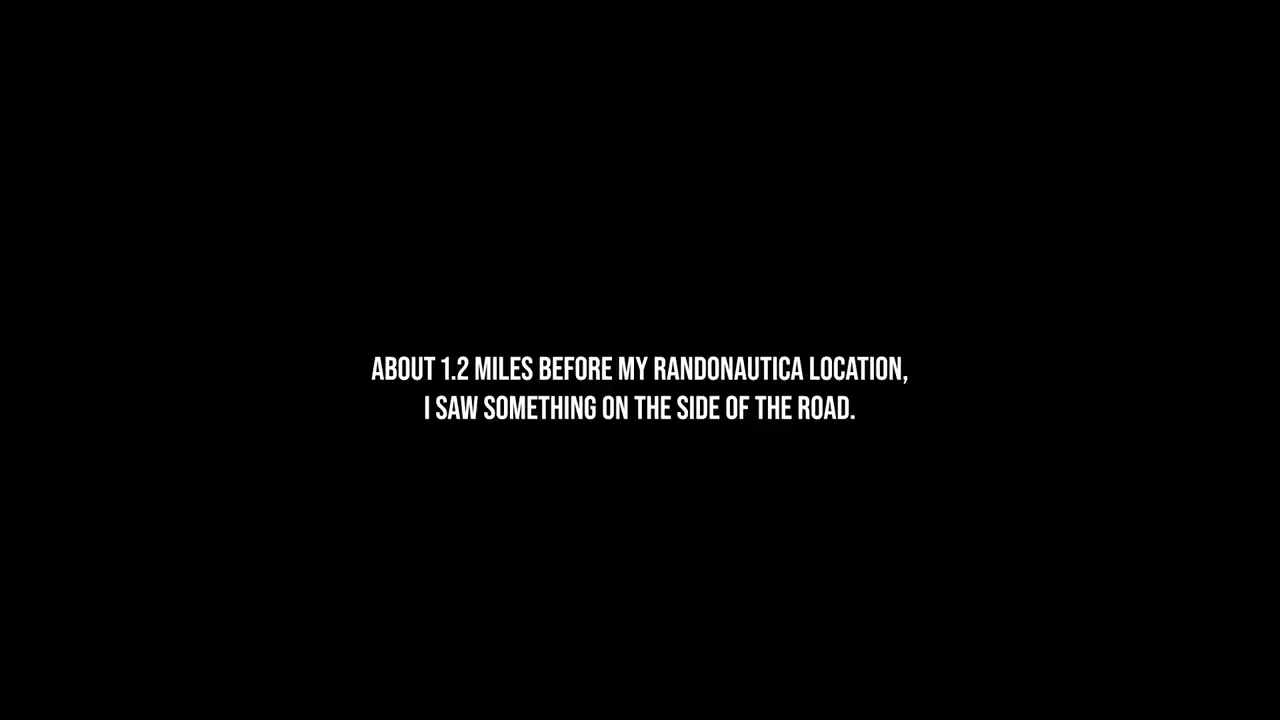 ABOUT 1.2 MILES BEFORE MY RANDONAUTICA LOCATION,
I SAW SOMETHING ON THE SIDE OF THE ROAD.